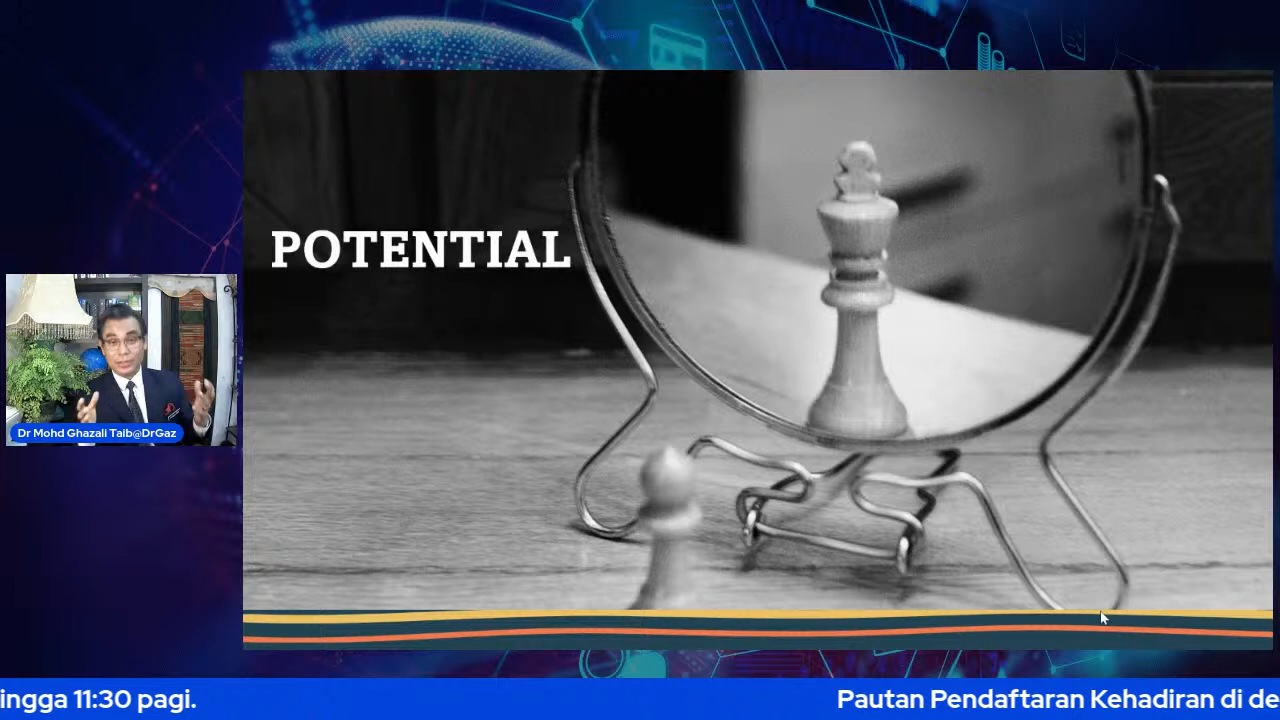 POTENTIAL
Dr Mohd Ghazali Taib@DrGaz
ingga 11:30 pagi.
Pautan Pendaftaran Kehadiran di de